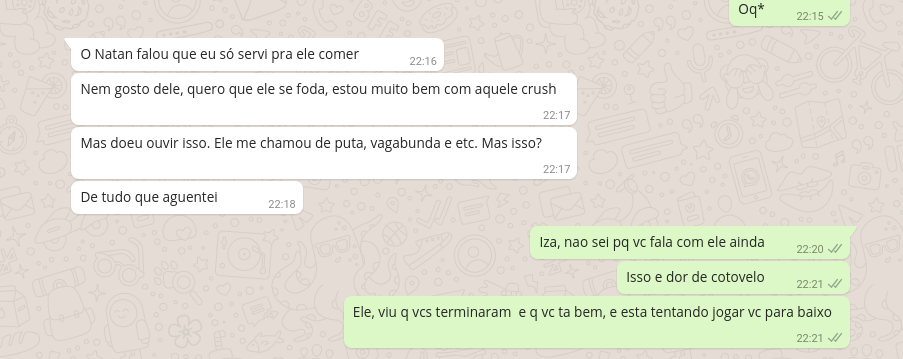 Oq*
22:15
O Natan falou que eu só servi pra ele comer
22:16
Nem gosto dele, quero que ele se foda, estou muito bem com aquele crush
22:17
Mas doeu ouvir isso. Ele me chamou de puta, vagabunda e etc. Mas isso?
22:17
De tudo que aguentei
22:18
Iza, nao sei pq vc fala com ele ainda
22:20
Isso e dor de cotovelo
22:21
Ele, viu q vcs terminaram e q vc ta bem, e esta tentando jogar vc para baixo
22:21